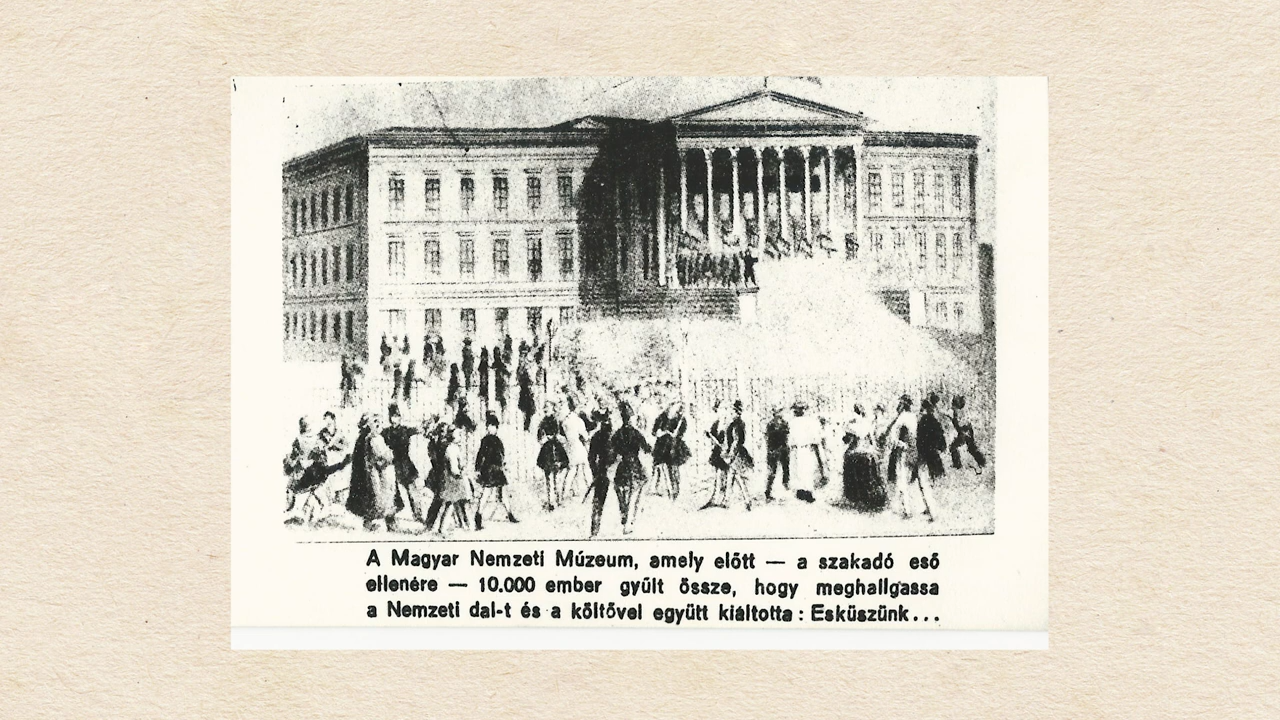 A Magyar Nemzeti Múzeum, amely előtt — a szakadó eső
ellenére — 10.000 ember gyűlt össze, hogy meghallgassa
a Nemzeti dal-t és a költővel együtt kiáltotta: Esküszünk...